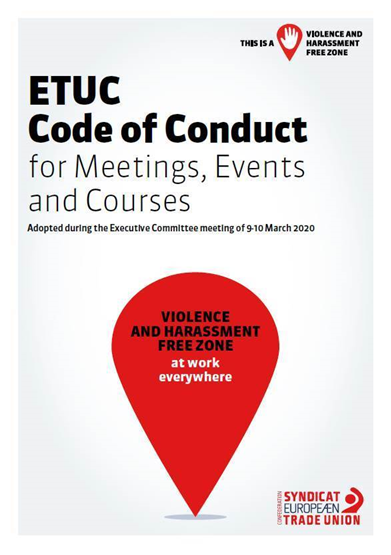 THIS IS A
VIOLENCE AND
HARASSMENT
FREE ZONE
ETUC
Code of Conduct
for Meetings, Events
and Courses
Adopted during the Executive Committee meeting of 9-10 March 2020
VIOLENCE
AND HARASSMENT
FREE ZONE
at work
everywhere
CONFEDERATION
SYNDICAT
EUROPEÆN
TRADE UNION